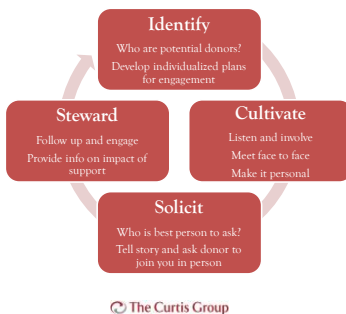 Identify
Who are potential donors?
Develop individualized plans
for engagement
Cultivate
Listen and involve
Meet face to face
Make it personal
Solicit
Who is best person to ask?
Tell story and ask donor to
join you in person
Steward
Follow up and engage
Provide info on impact of
support
The Curtis Group